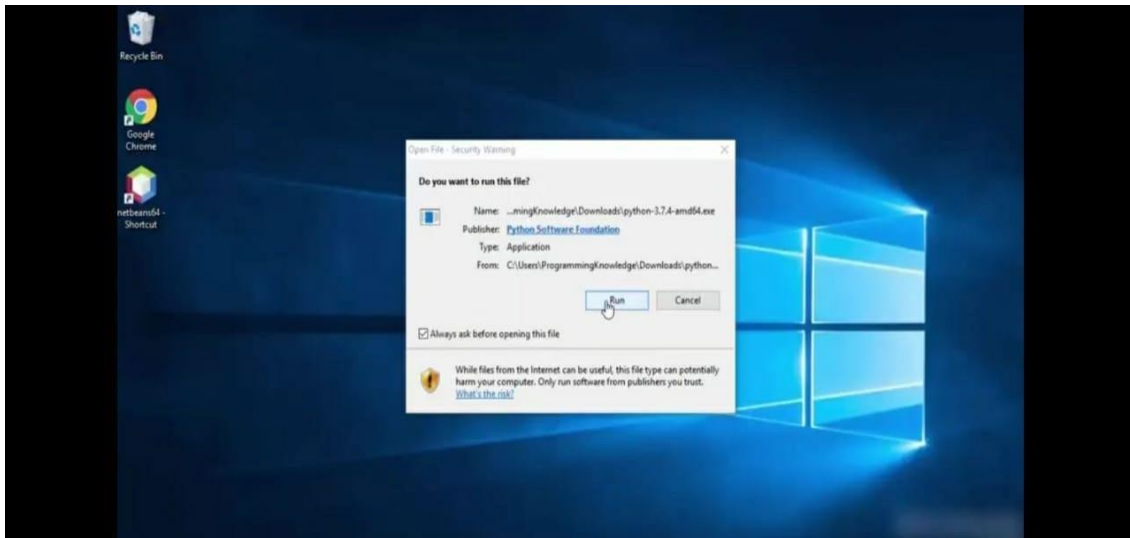 Recycle Bin
Google
Chrome
netbeans64 -
Shortcut
Open File - Security Warning
Do you want to run this file?
Name: ...mingKnowledge\Downloads\python-3.7.4-amd64.exe
Publisher: Python Software Foundation
Type: Application
From: C:\Users\ProgrammingKnowledge\Downloads\python...
Run Cancel
Always ask before opening this file
While files from the Internet can be useful, this file type can potentially
harm your computer. Only run software from publishers you trust.
What's the risk?